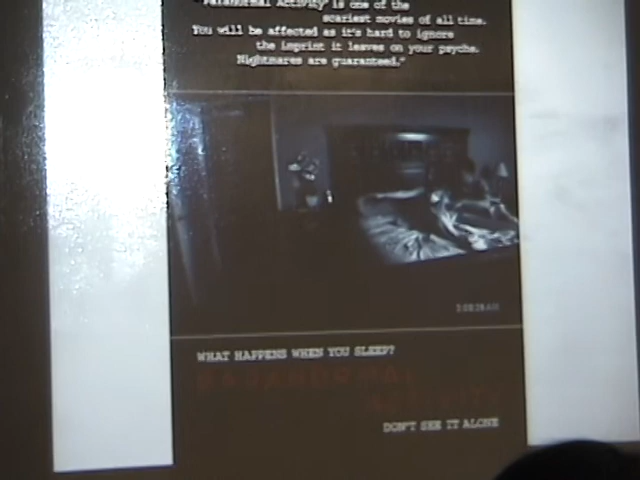 "Paranormal Activity" is one of the
scariest movies of all time.
You will be affected as it's hard to ignore
the imprint it leaves on your psyche.
Nightmares are guaranteed."
WHAT HAPPENS WHEN YOU SLEEP?
PARANORMAL
DON'T SEE IT ALONE